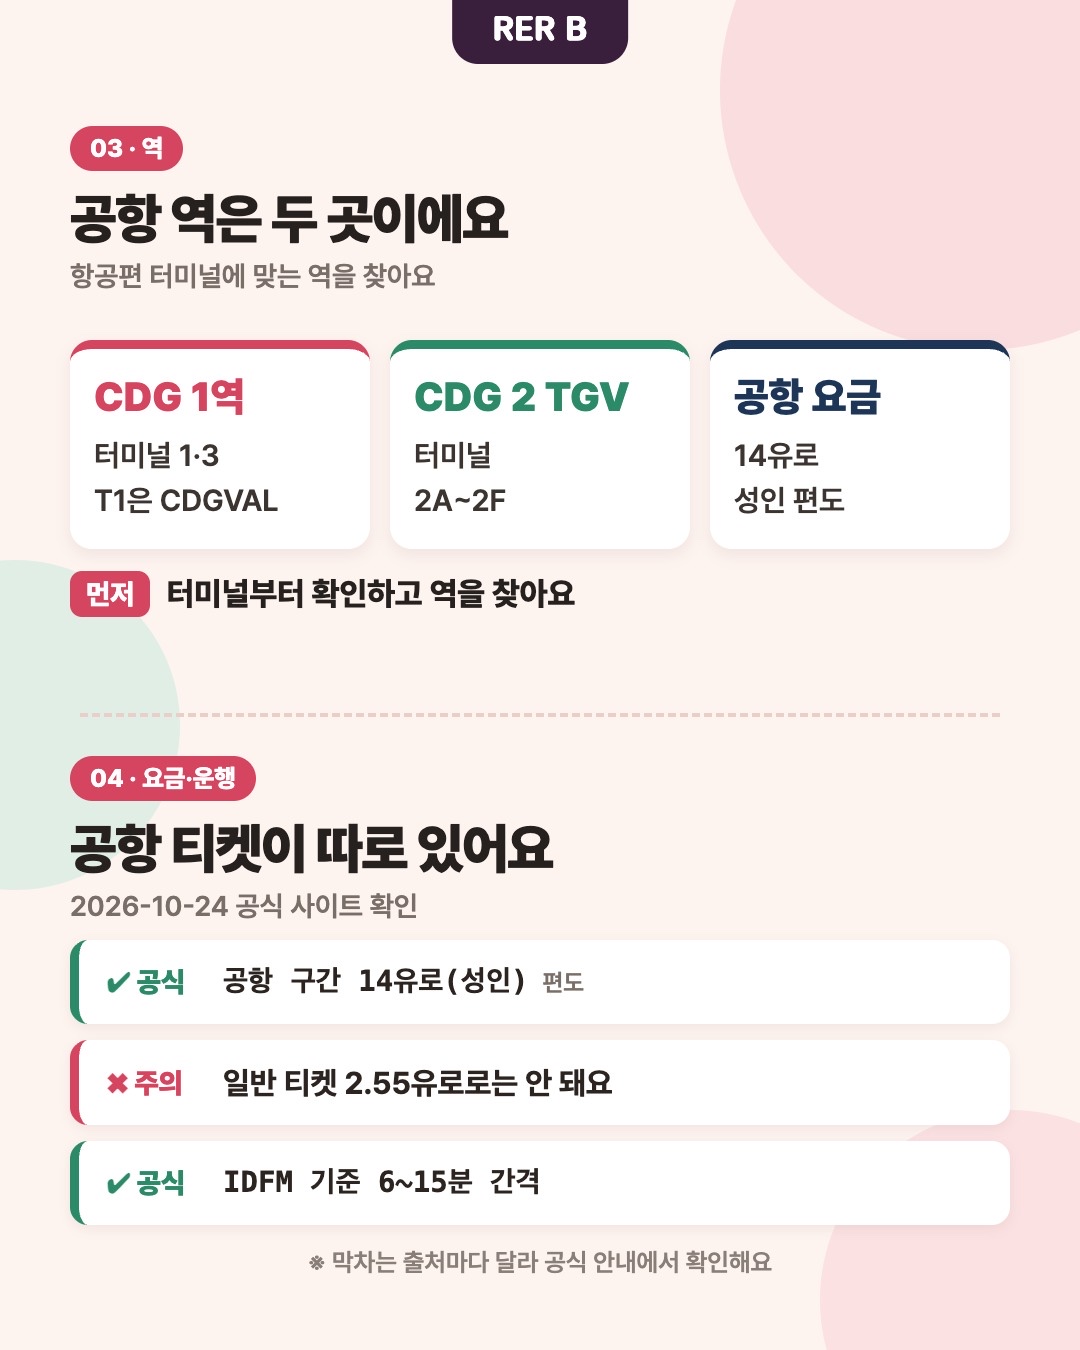 RER B
03 · 역
공항 역은 두 곳이에요
항공편 터미널에 맞는 역을 찾아요
CDG 1역
터미널 1·3
T1은 CDGVAL
CDG 2 TGV
터미널
2A~2F
공항 요금
14유로
성인 편도
먼저 터미널부터 확인하고 역을 찾아요
04 · 요금·운행
공항 티켓이 따로 있어요
2026-10-24 공식 사이트 확인
✔ 공식 공항 구간 14유로(성인) 편도
✖ 주의 일반 티켓 2.55유로로는 안 돼요
✔ 공식 IDFM 기준 6~15분 간격
※ 막차는 출처마다 달라 공식 안내에서 확인해요